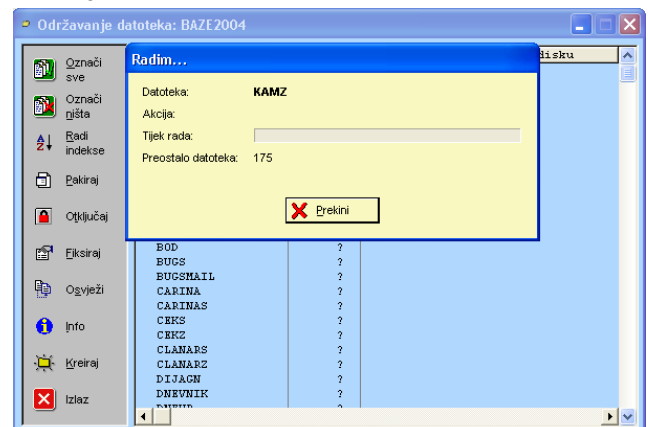 Održavanje datoteka: BAZE2004
Označi sve
Označi ništa
Radi indekse
Pakiraj
Otključaj
Fiksiraj
Osvježi
Info
Kreiraj
Izlaz
disku
Radim...
Datoteka: KAMZ
Akcija:
Tijek rada:
Preostalo datoteka: 175
Prekini
BOD ?
BUGS ?
BUGSMAIL ?
CARINA ?
CARINAS ?
CEKS ?
CEKZ ?
CLANARS ?
CLANARZ ?
DIJAGN ?
DNEVNIK ?